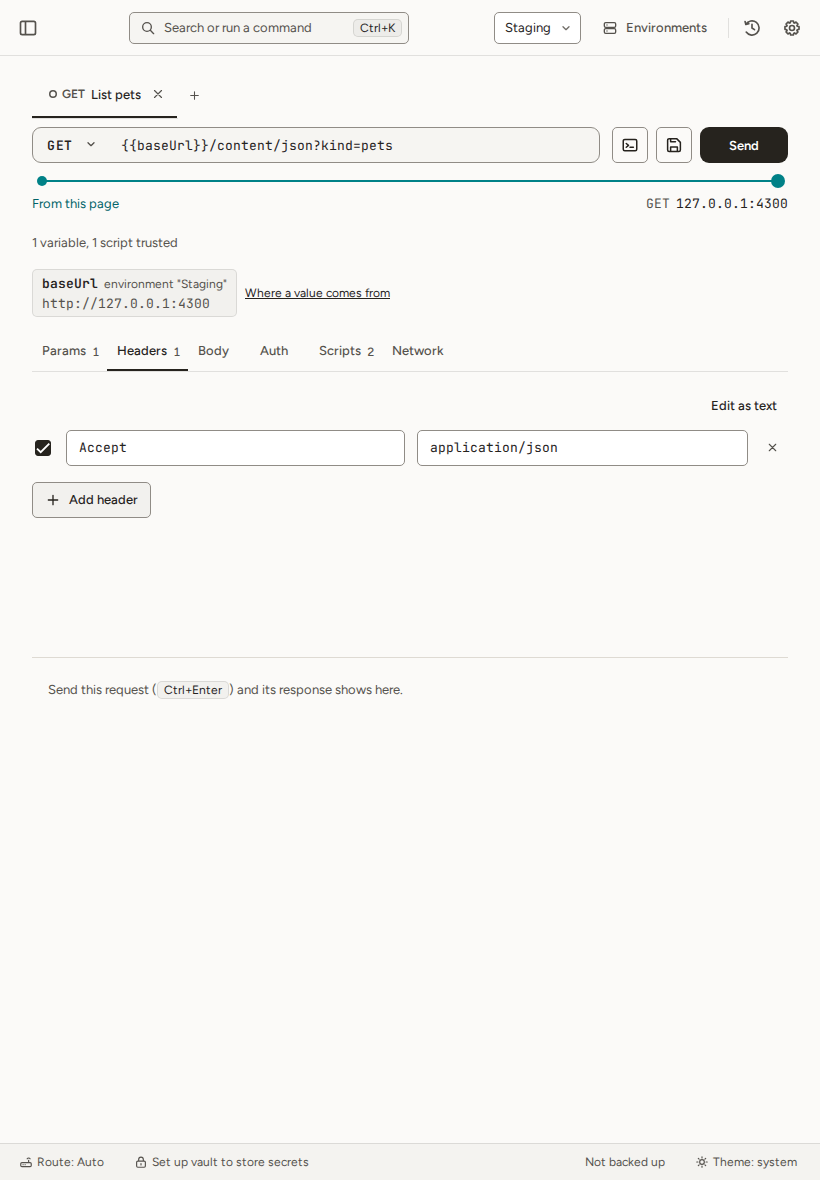 Search or run a command Ctrl+K Staging Environments
GET List pets
GET {{baseUrl}}/content/json?kind=pets Send
From this page GET 127.0.0.1:4300
1 variable, 1 script trusted
baseUrl environment "Staging"
http://127.0.0.1:4300
Where a value comes from
Params 1 Headers 1 Body Auth Scripts 2 Network
Edit as text
Accept application/json
Add header
Send this request (Ctrl+Enter) and its response shows here.
Route: Auto Set up vault to store secrets Not backed up Theme: system